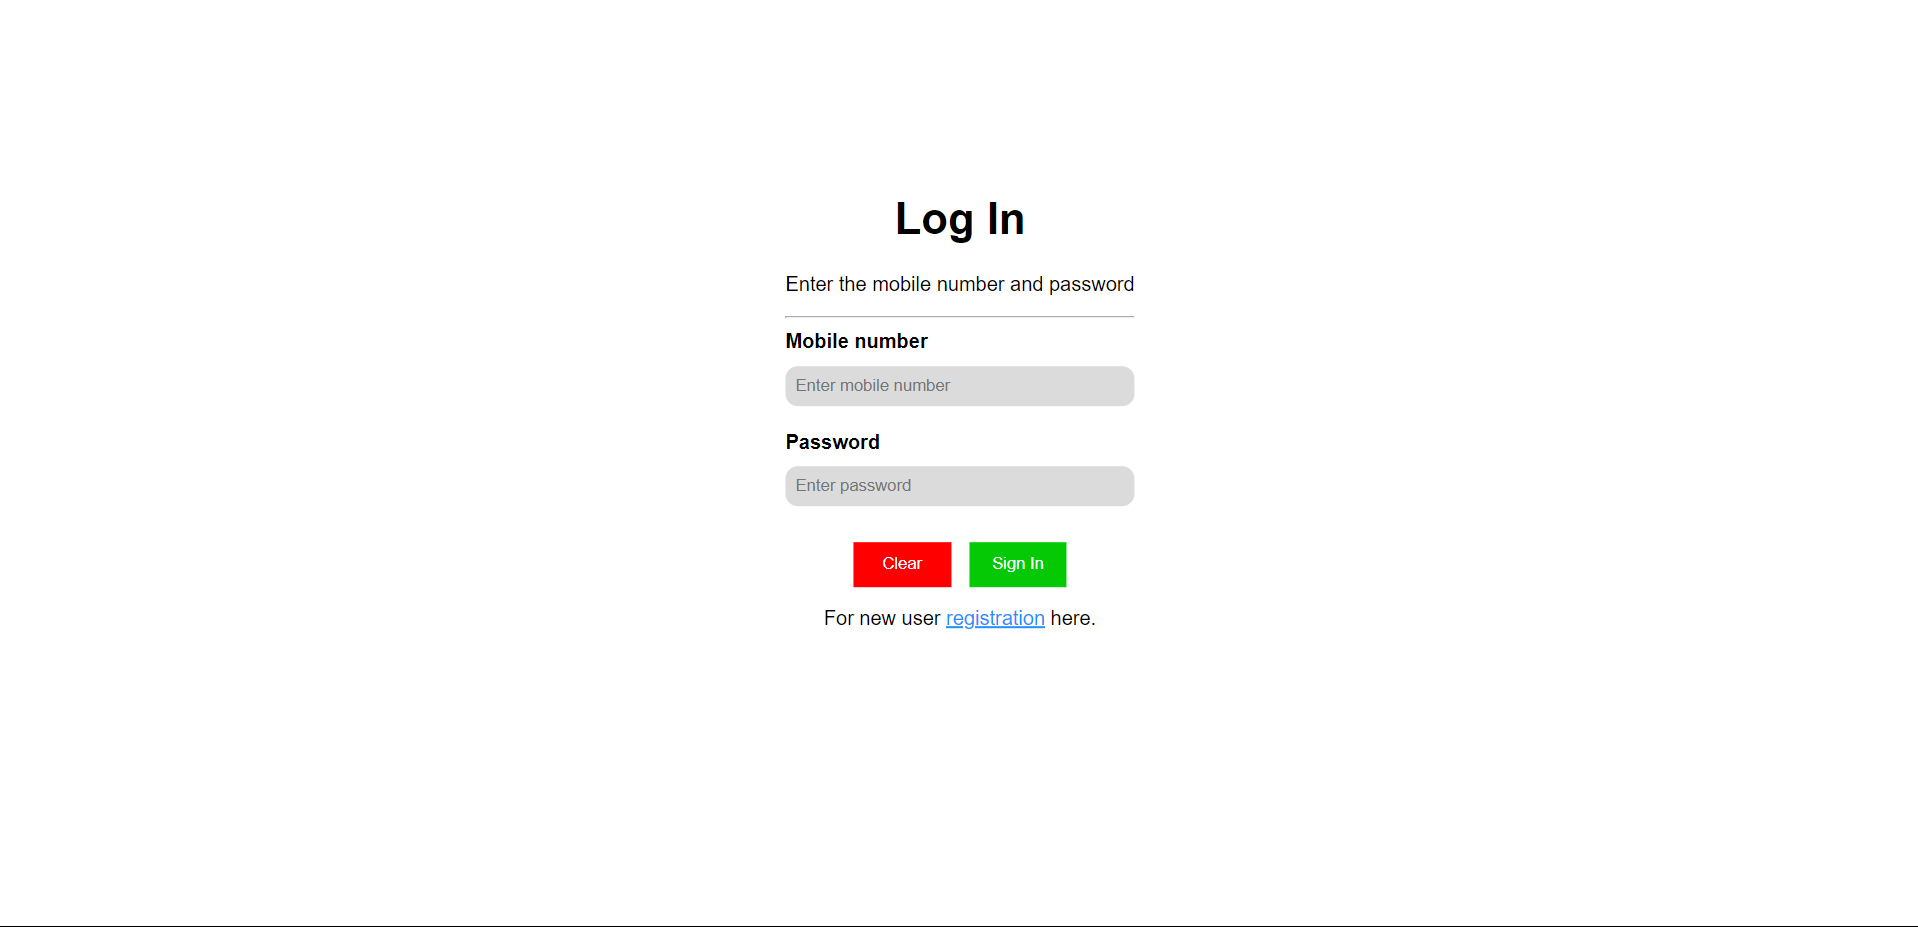 Log In
Enter the mobile number and password
Mobile number
Enter mobile number
Password
Enter password
Clear Sign In
For new user registration here.